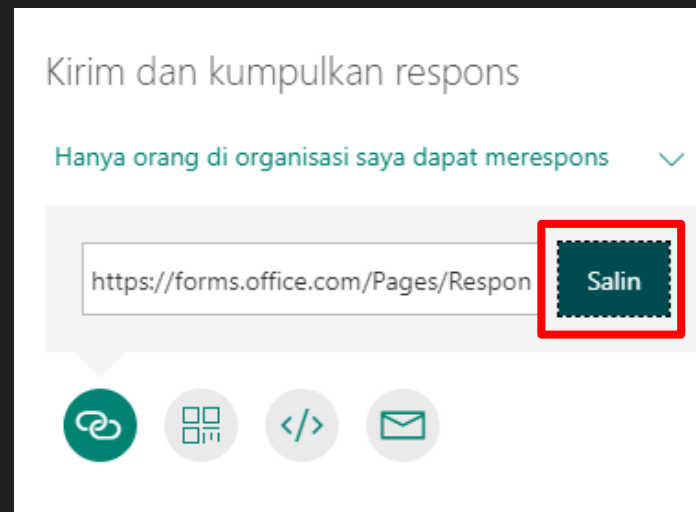 Kirim dan kumpulkan respons
Hanya orang di organisasi saya dapat merespons
https://forms.office.com/Pages/Respon
Salin